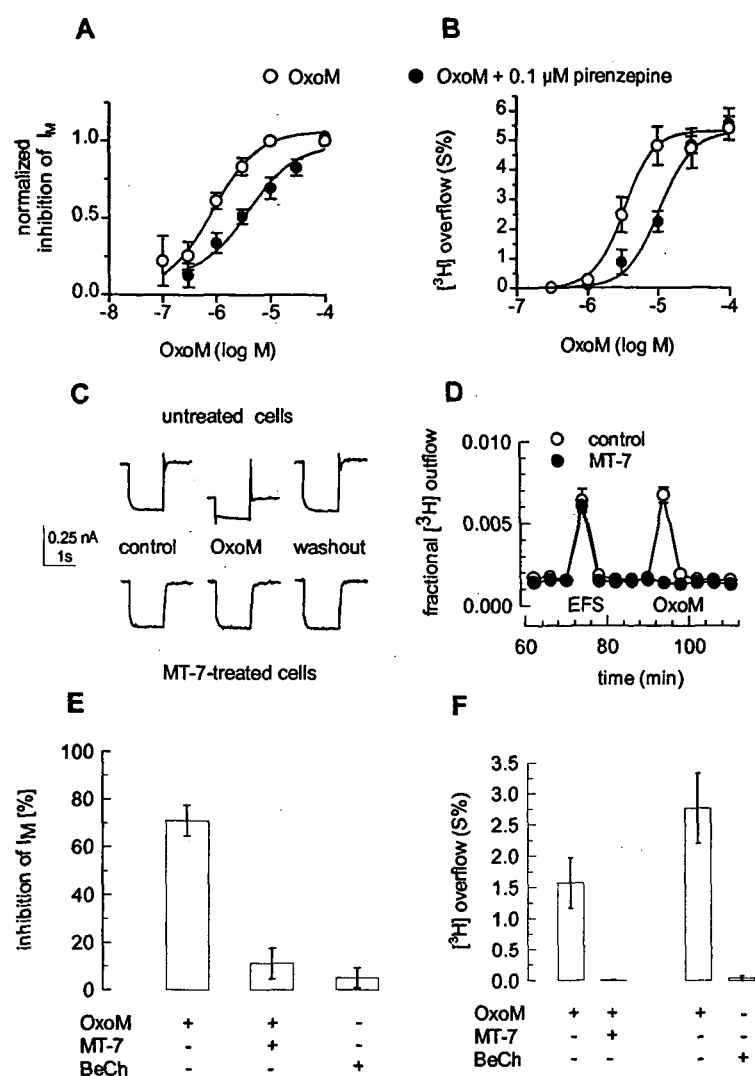 A
B
○ OxoM ● OxoM + 0.1 µM pirenzepine
normalized
inhibition of I_M
1.0
0.5
0.0
-8 -7 -6 -5 -4
OxoM (log M)
[³H] overflow (S%)
6
5
4
3
2
1
0
-7 -6 -5 -4
OxoM (log M)
C
untreated cells
0.25 nA
1s
control OxoM washout
MT-7-treated cells
D
fractional [³H] outflow
0.010
0.005
0.000
○ control
● MT-7
EFS OxoM
60 80 100
time (min)
E
inhibition of I_M [%]
100
80
60
40
20
0
OxoM + + -
MT-7 - + -
BeCh - - +
F
[³H] overflow (S%)
3.5
3.0
2.5
2.0
1.5
1.0
0.5
0.0
OxoM + + + -
MT-7 - + - -
BeCh - - - +